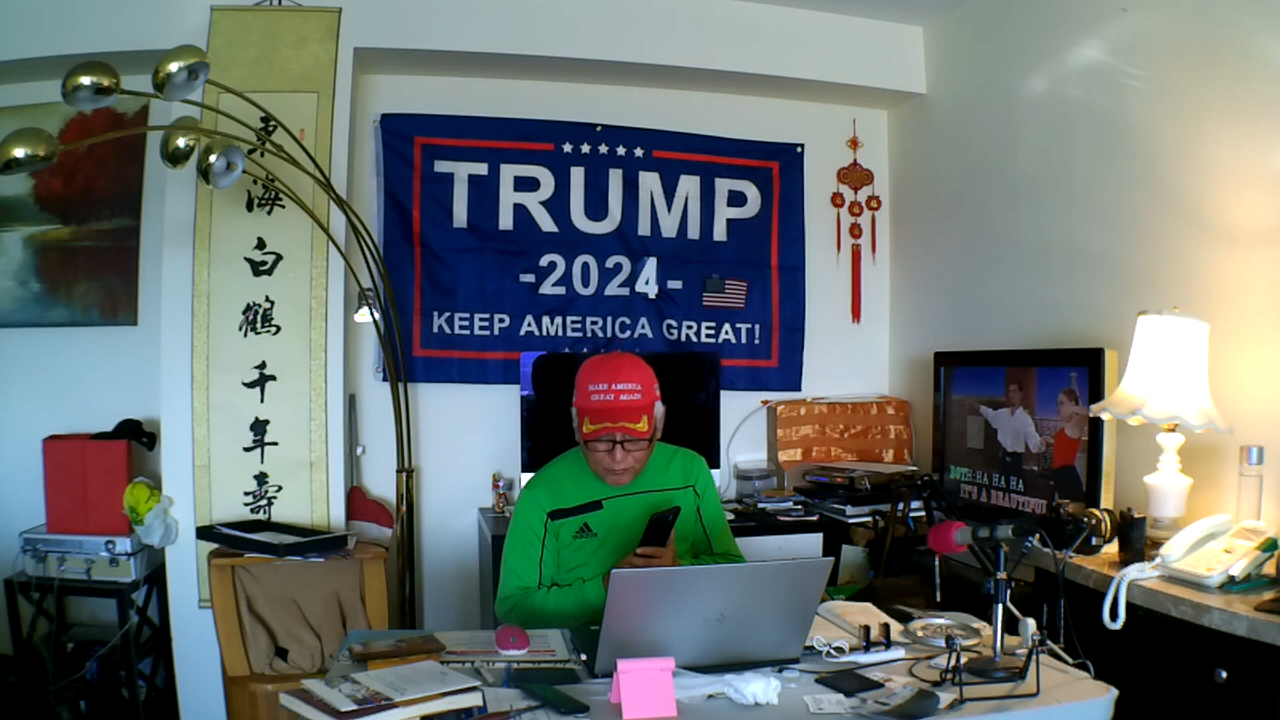 東海白鶴千年壽
TRUMP
-2024-
KEEP AMERICA GREAT!
MAKE AMERICA
GREAT AGAIN
adidas
DELL
BOTH:HA HA HA
IT'S A BEAUTIFUL